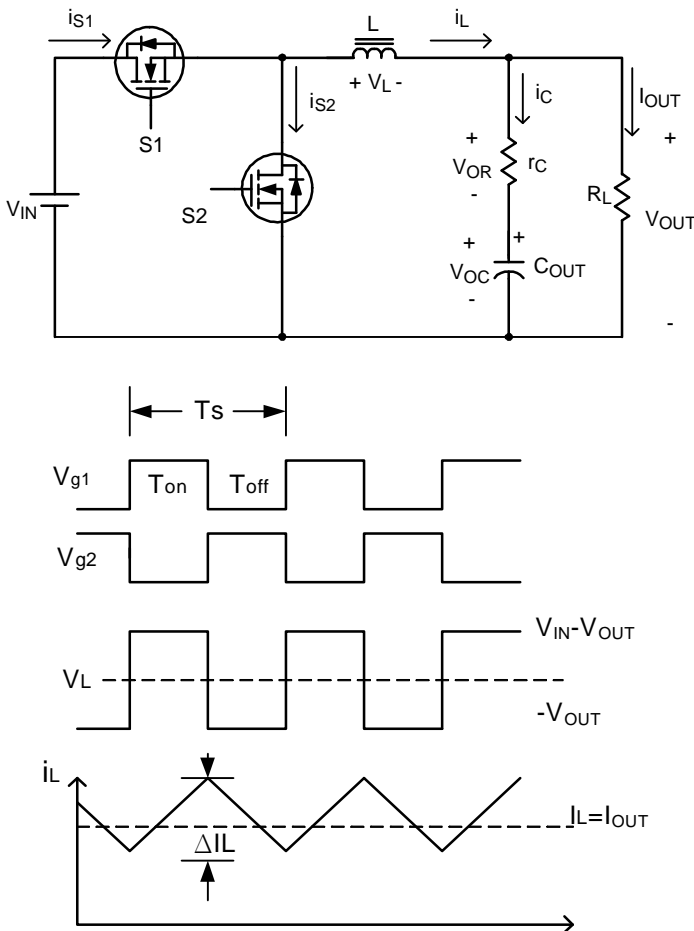 iS1
L
iL
+ VL -
iS2
iC
IOUT
S1
+
VOR
-
rC
+
VIN
S2
RL
VOUT
+
VOC
-
+
COUT
-
Ts
Vg1
Ton
Toff
Vg2
VIN-VOUT
VL
-VOUT
iL
IL=IOUT
ΔIL